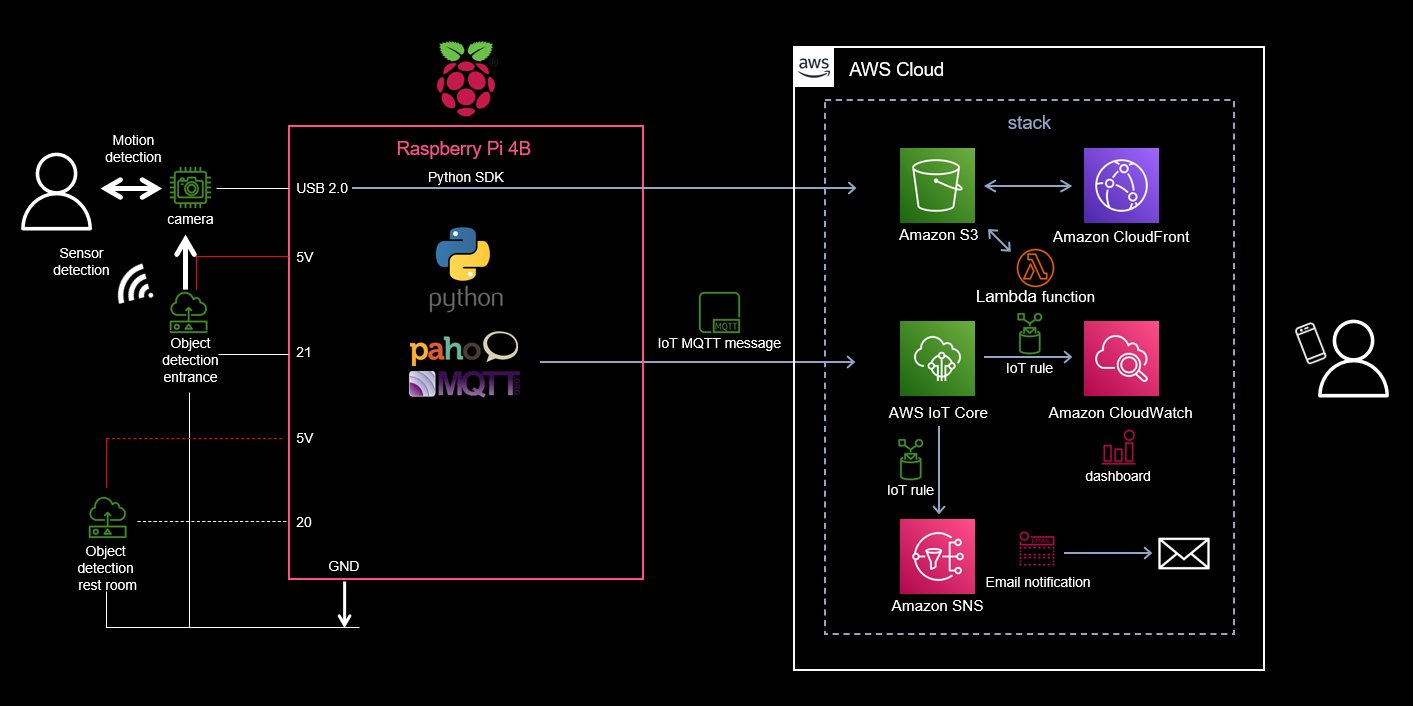 aws
AWS Cloud
stack
Motion
detection
camera
Sensor
detection
Object
detection
entrance
Object
detection
rest room
Raspberry Pi 4B
USB 2.0
Python SDK
5V
python
21
paho
MQTT
5V
20
GND
MQTT
IoT MQTT message
Amazon S3
Amazon CloudFront
Lambda function
IoT rule
AWS IoT Core
Amazon CloudWatch
dashboard
IoT rule
EMAIL
Email notification
Amazon SNS